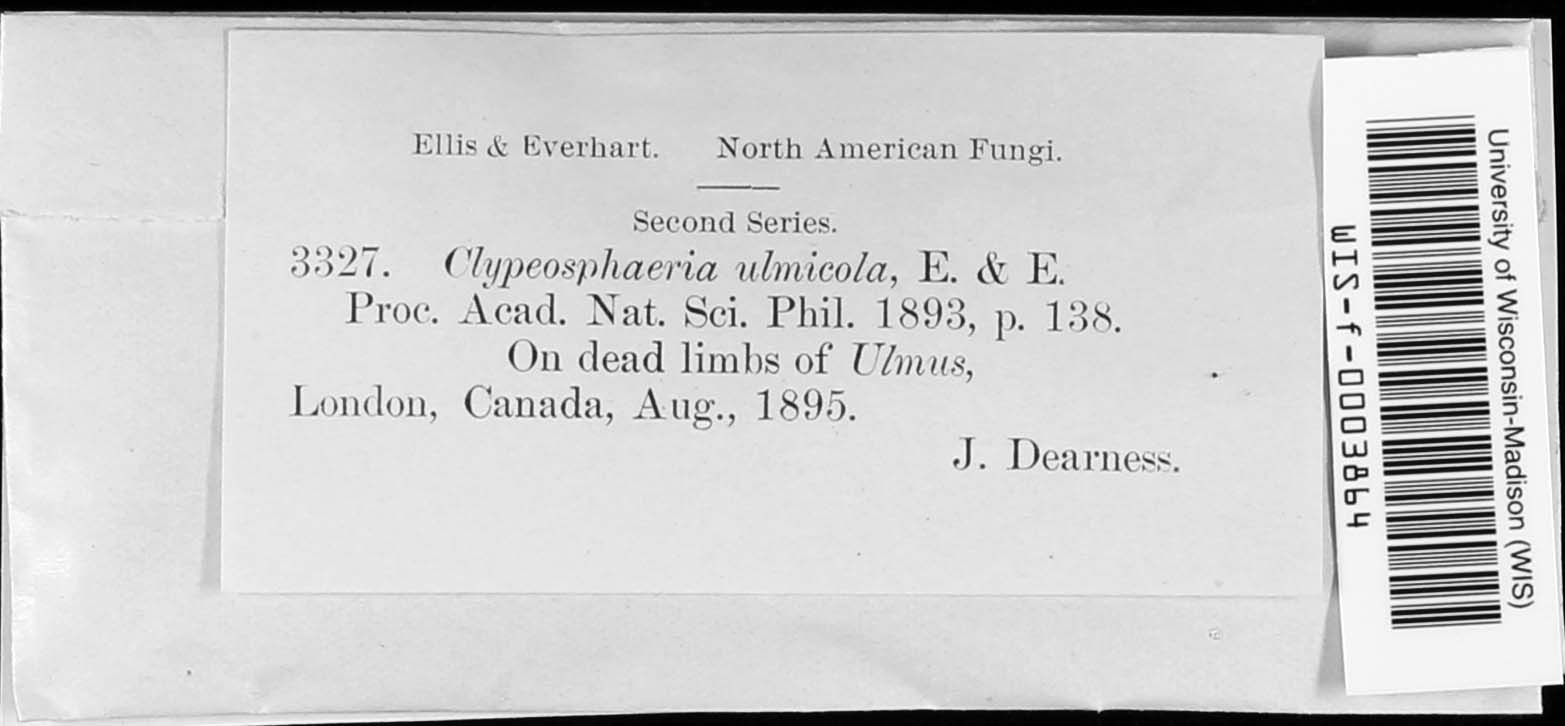 Ellis & Everhart. North American Fungi.
Second Series.
3327. Clypeosphaeria ulmicola, E. & E.
Proc. Acad. Nat. Sci. Phil. 1893, p. 138.
On dead limbs of Ulmus,
London, Canada, Aug., 1895.
J. Dearness.
University of Wisconsin-Madison (WIS)
WIS-f-0003864